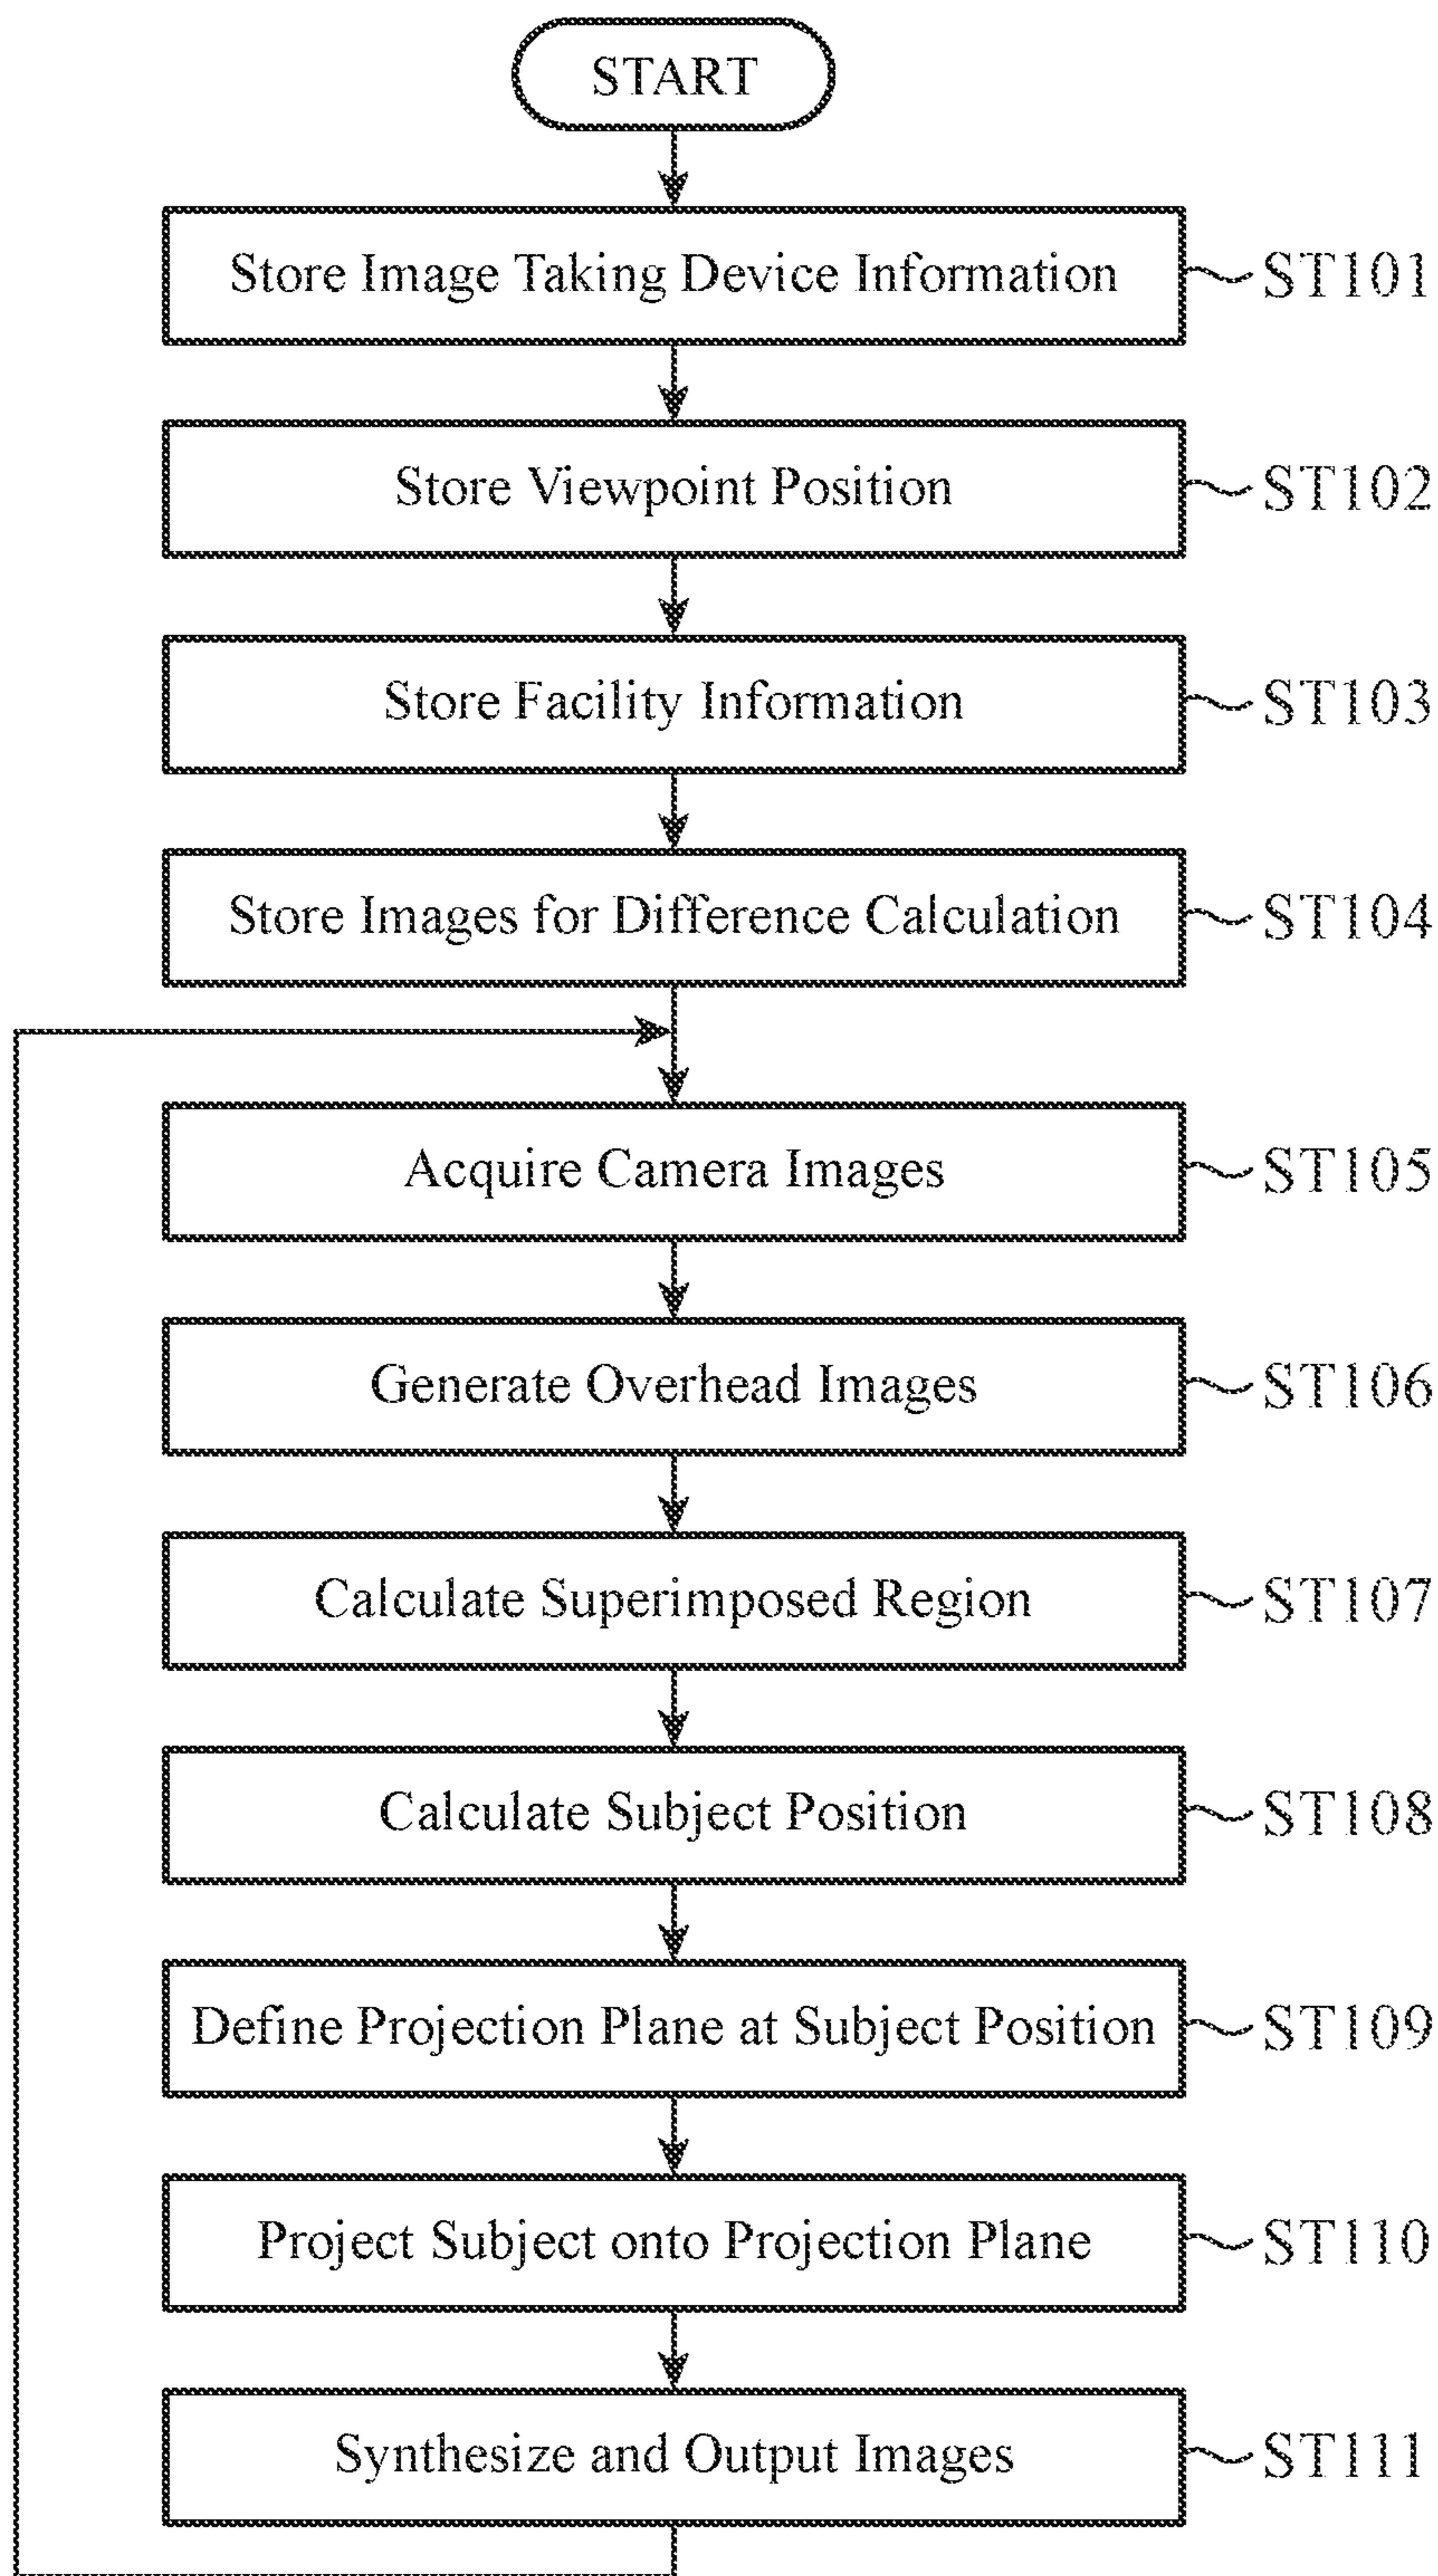 START
Store Image Taking Device Information
ST101
Store Viewpoint Position
ST102
Store Facility Information
ST103
Store Images for Difference Calculation
ST104
Acquire Camera Images
ST105
Generate Overhead Images
ST106
Calculate Superimposed Region
ST107
Calculate Subject Position
ST108
Define Projection Plane at Subject Position
ST109
Project Subject onto Projection Plane
ST110
Synthesize and Output Images
ST111